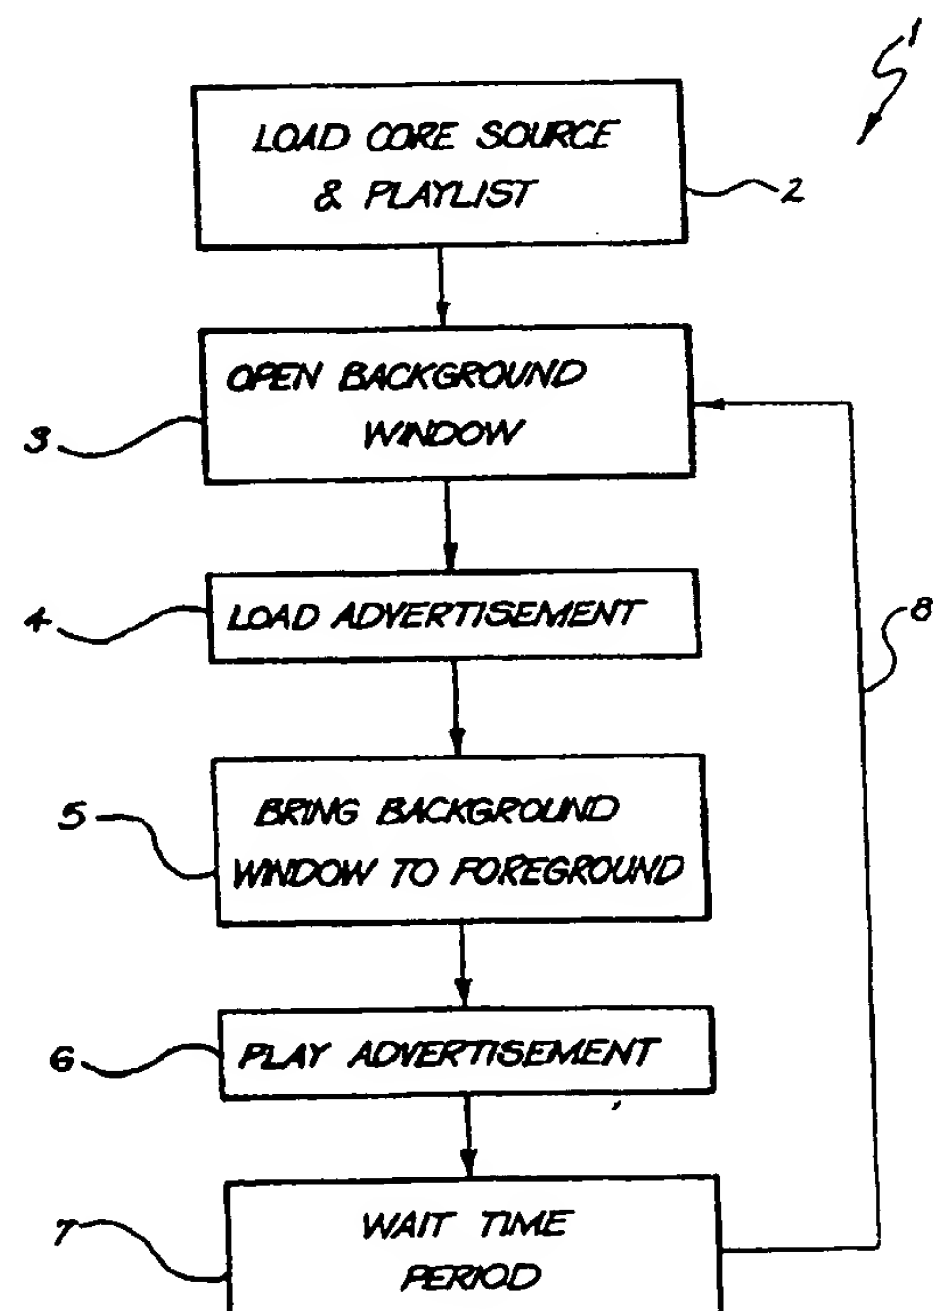 1
LOAD CORE SOURCE
& PLAYLIST
2
OPEN BACKGROUND
WINDOW
3
4
LOAD ADVERTISEMENT
8
5
BRING BACKGROUND
WINDOW TO FOREGROUND
6
PLAY ADVERTISEMENT
7
WAIT TIME
PERIOD